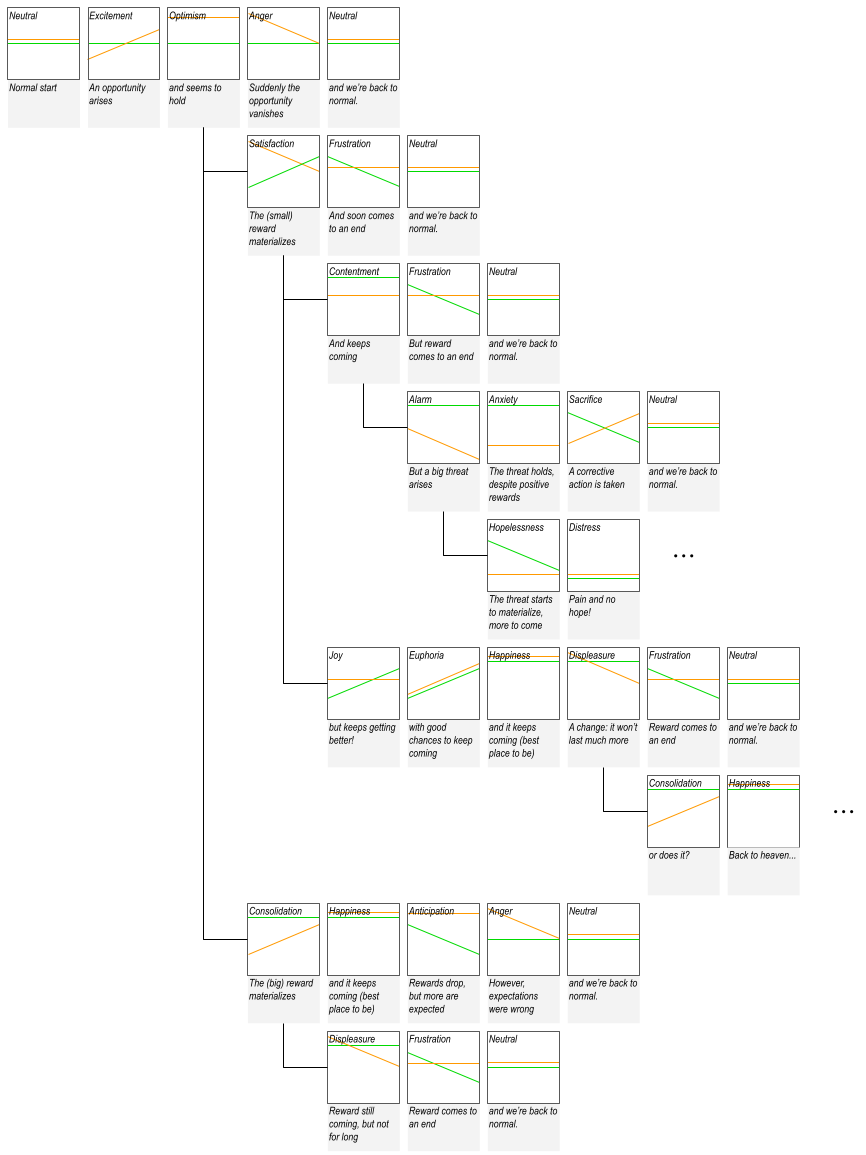 Neutral
Excitement
Optimism
Anger
Neutral
Normal start
An opportunity
arises
and seems to
hold
Suddenly the
opportunity
vanishes
and we're back to
normal.
Satisfaction
Frustration
Neutral
The (small)
reward
materializes
And soon comes
to an end
and we're back to
normal.
Contentment
Frustration
Neutral
And keeps
coming
But reward
comes to an end
and we're back to
normal.
Alarm
Anxiety
Sacrifice
Neutral
But a big threat
arises
The threat holds,
despite positive
rewards
A corrective
action is taken
and we're back to
normal.
Hopelessness
Distress
...
The threat starts
to materialize,
more to come
Pain and no
hope!
Joy
Euphoria
Happiness
Displeasure
Frustration
Neutral
but keeps getting
better!
with good
chances to keep
coming
and it keeps
coming (best
place to be)
A change: it won't
last much more
Reward comes to
an end
and we're back to
normal.
Consolidation
Happiness
...
or does it?
Back to heaven...
Consolidation
Happiness
Anticipation
Anger
Neutral
The (big) reward
materializes
and it keeps
coming (best
place to be)
Rewards drop,
but more are
expected
However,
expectations
were wrong
and we're back to
normal.
Displeasure
Frustration
Neutral
Reward still
coming, but not
for long
Reward comes to
an end
and we're back to
normal.